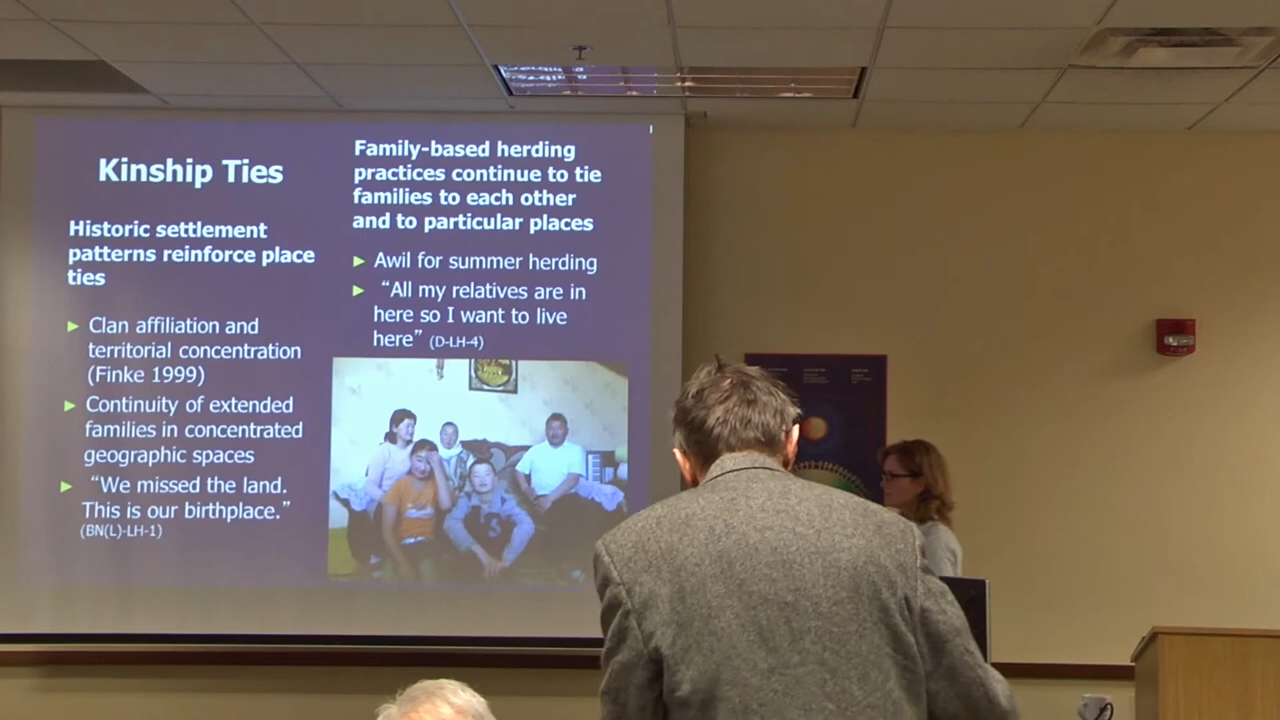 Kinship Ties
Historic settlement
patterns reinforce place
ties
► Clan affiliation and
territorial concentration
(Finke 1999)
► Continuity of extended
families in concentrated
geographic spaces
► “We missed the land.
This is our birthplace.”
(BN(L)-LH-1)
Family-based herding
practices continue to tie
families to each other
and to particular places
► Awil for summer herding
► “All my relatives are in
here so I want to live
here” (D-LH-4)